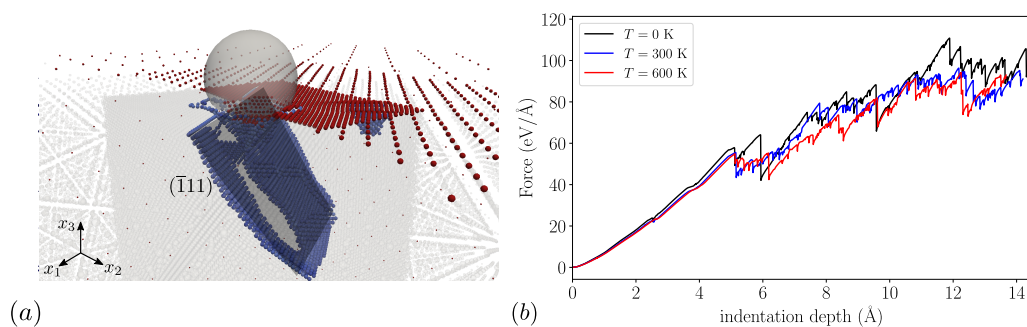 (1̅11)
x₃
x₁
x₂
(a)
120
100
80
60
40
20
0
Force (eV/Å)
T = 0 K
T = 300 K
T = 600 K
0 2 4 6 8 10 12 14
indentation depth (Å)
(b)